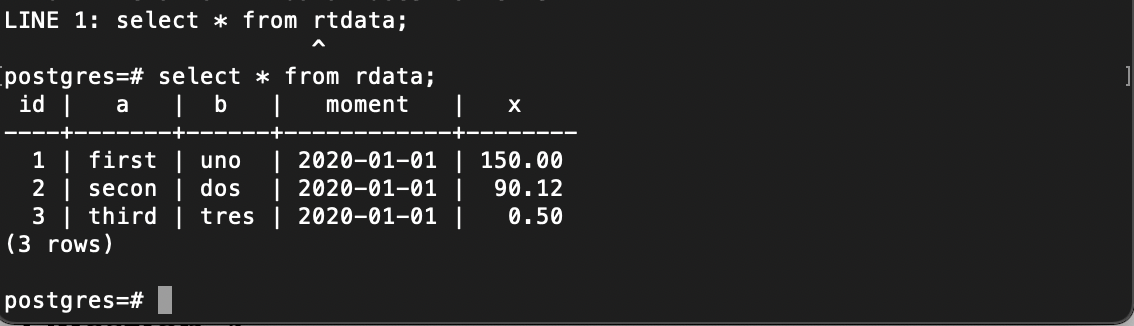 LINE 1: select * from rtdata;
^
postgres=# select * from rdata;
 id |   a   |  b   |   moment   |   x
----+-------+------+------------+--------
  1 | first | uno  | 2020-01-01 | 150.00
  2 | secon | dos  | 2020-01-01 |  90.12
  3 | third | tres | 2020-01-01 |   0.50
(3 rows)
postgres=#